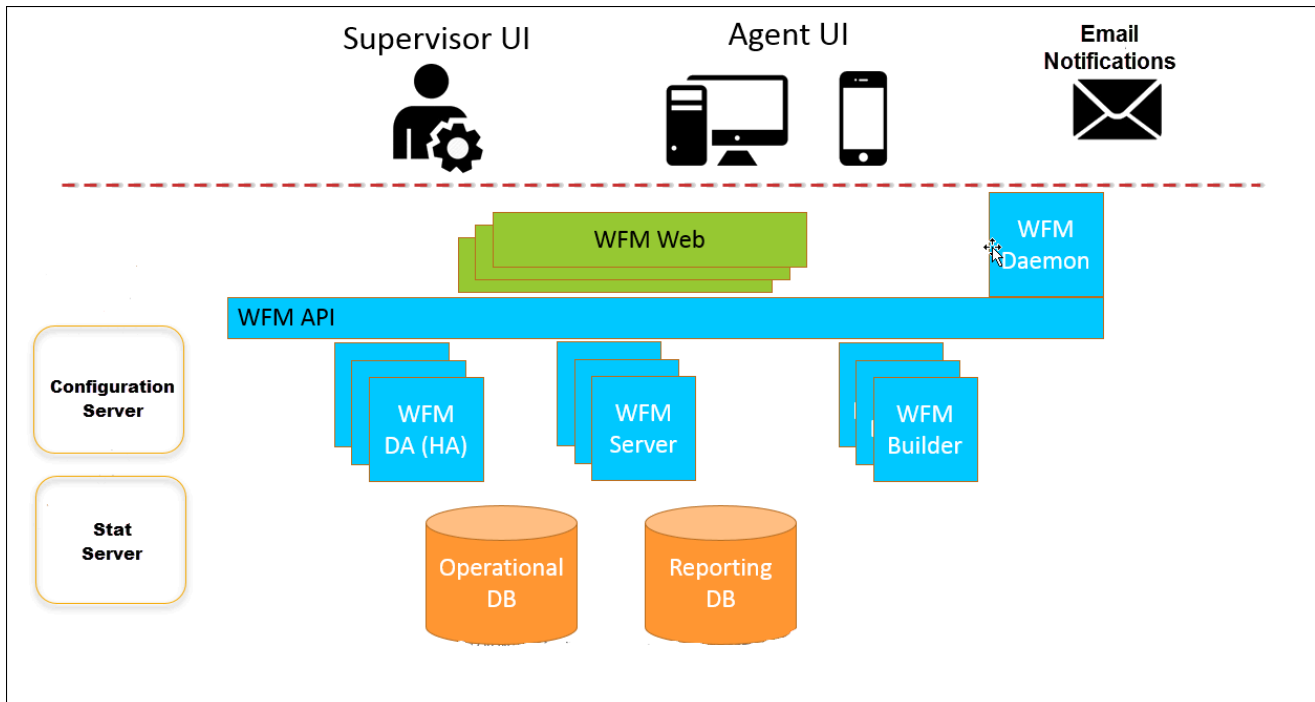 Supervisor UI
Agent UI
Email
Notifications
WFM Web
WFM
Daemon
WFM API
Configuration
Server
WFM
DA (HA)
WFM
Server
WFM
Builder
Stat
Server
Operational
DB
Reporting
DB